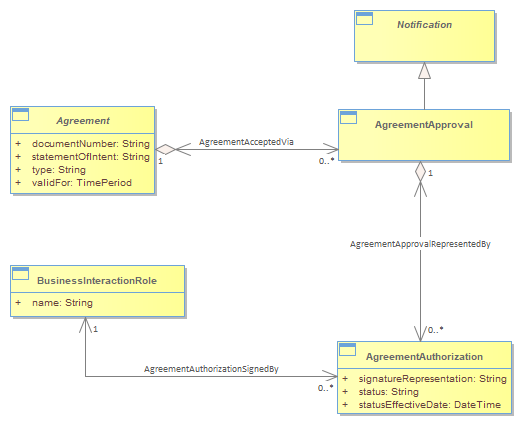 Notification
Agreement
+ documentNumber: String
+ statementOfIntent: String
+ type: String
+ validFor: TimePeriod
AgreementAcceptedVia
1
0..*
AgreementApproval
1
AgreementApprovalRepresentedBy
0..*
BusinessInteractionRole
+ name: String
1
AgreementAuthorizationSignedBy
0..*
AgreementAuthorization
+ signatureRepresentation: String
+ status: String
+ statusEffectiveDate: DateTime